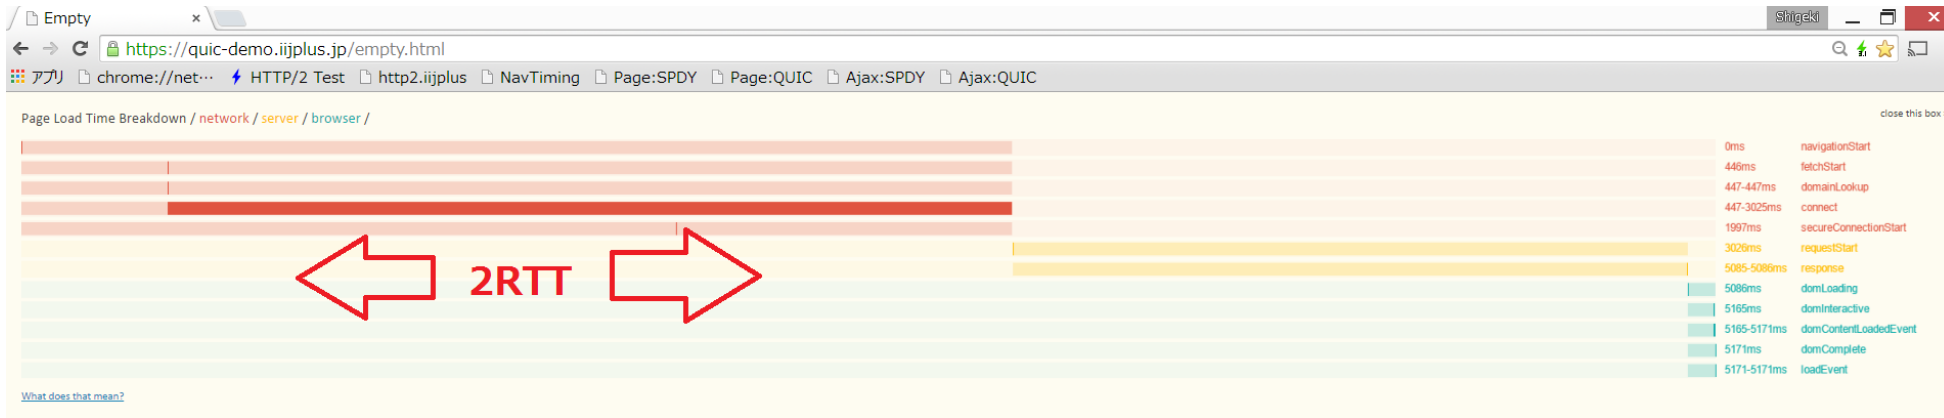 Empty
Shigeki
https://quic-demo.iijplus.jp/empty.html
アプリ chrome://net… HTTP/2 Test http2.iijplus NavTiming Page:SPDY Page:QUIC Ajax:SPDY Ajax:QUIC
Page Load Time Breakdown / network / server / browser /
close this box
0ms navigationStart
446ms fetchStart
447-447ms domainLookup
447-3025ms connect
1997ms secureConnectionStart
3026ms requestStart
5085-5086ms response
2RTT
5086ms domLoading
5165ms domInteractive
5165-5171ms domContentLoadedEvent
5171ms domComplete
5171-5171ms loadEvent
What does that mean?